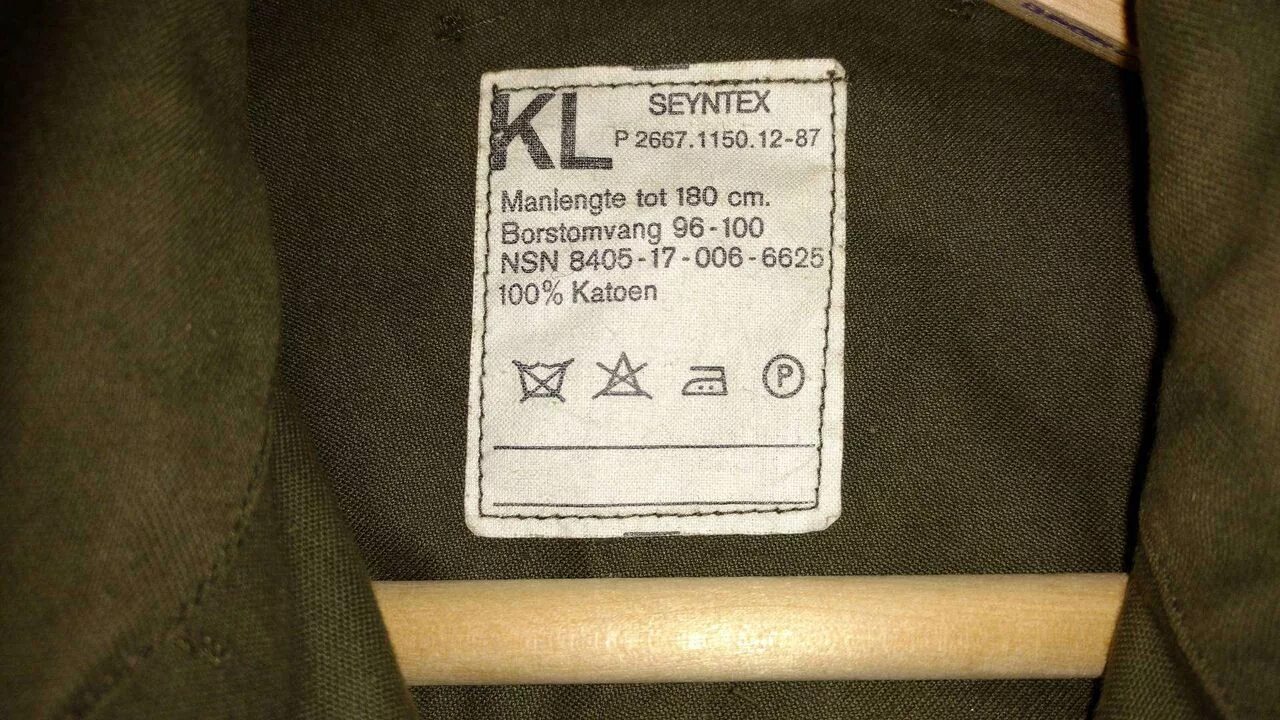 KL SEYNTEX
P 2667.1150.12-87
Manlengte tot 180 cm.
Borstomvang 96-100
NSN 8405-17-006-6625
100% Katoen
P